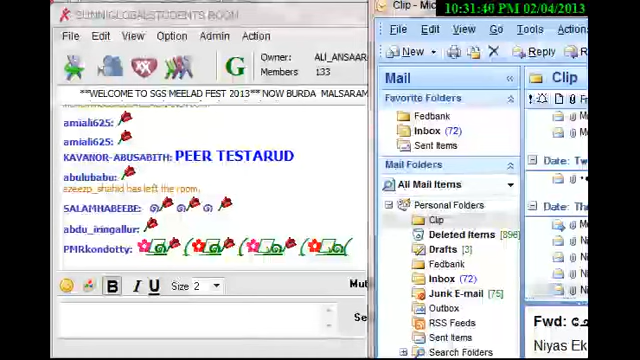 SUNNIGLOBALSTUDENTS ROOM
File Edit View Options Admin Action
G
Owner: ALI_ANSAAR
Members 133
**WELCOME TO SGS MEELAD FEST 2013** NOW BURDA MALSARAM
amiali625:
amiali625:
KAVANOR-ABUSABITH: PEER TESTARUD
abulubabu:
ezeezp_shahid has left the room.
SALAMHABEEBE:
abdu_iringallur:
PMRkondotty:
B I U Size 2
Clip - Mic
10:31:40 PM 02/04/2013
File Edit View Go Tools Action
New Reply
Mail
Favorite Folders
Fedbank
Inbox (72)
Sent Items
Mail Folders
All Mail Items
Personal Folders
Clip
Deleted Items [896]
Drafts [3]
Fedbank
Inbox (72)
Junk E-mail [75]
Outbox
RSS Feeds
Sent Items
Search Folders
Clip
Date: Tw
Date: Th
Fwd:
Niyas Ek